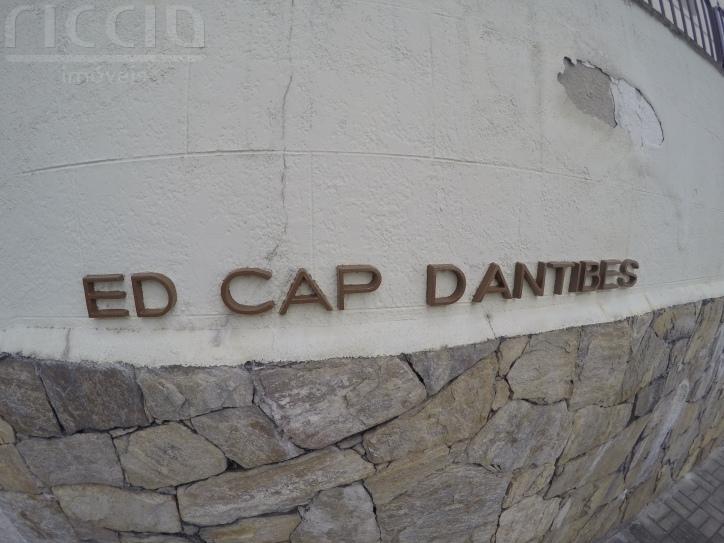 riccio
imóveis
ED CAP DANTIBES